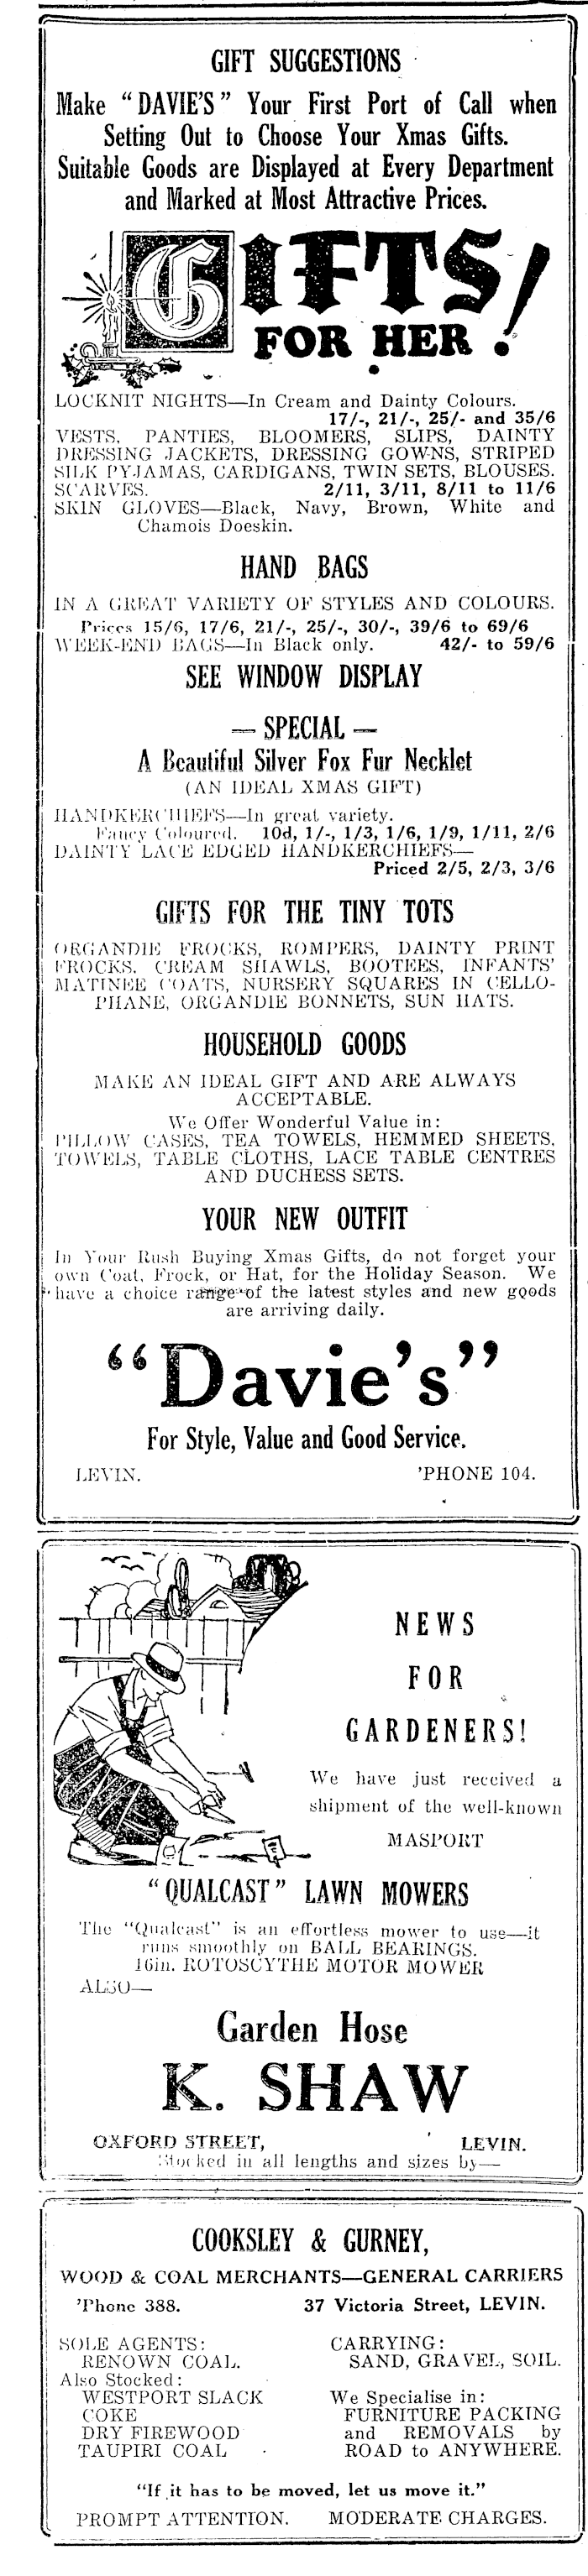 GIFT SUGGESTIONS
Make "DAVIE'S" Your First Port of Call when
Setting Out to Choose Your Xmas Gifts.
Suitable Goods are Displayed at Every Department
and Marked at Most Attractive Prices.
GIFTS
FOR HER!
LOCKNIT NIGHTS—In Cream and Dainty Colours.
17/-, 21/-, 25/- and 35/6
VESTS, PANTIES, BLOOMERS, SLIPS, DAINTY
DRESSING JACKETS, DRESSING GOWNS, STRIPED
SILK PYJAMAS, CARDIGANS, TWIN SETS, BLOUSES.
SCARVES. 2/11, 3/11, 8/11 to 11/6
SKIN GLOVES—Black, Navy, Brown, White and
Chamois Doeskin.
HAND BAGS
IN A GREAT VARIETY OF STYLES AND COLOURS.
Prices 15/6, 17/6, 21/-, 25/-, 30/-, 39/6 to 69/6
WEEK-END BAGS—In Black only. 42/- to 59/6
SEE WINDOW DISPLAY
— SPECIAL —
A Beautiful Silver Fox Fur Necklet
(AN IDEAL XMAS GIFT)
HANDKERCHIEFS—In great variety.
Fancy Coloured. 10d, 1/-, 1/3, 1/6, 1/9, 1/11, 2/6
DAINTY LACE EDGED HANDKERCHIEFS—
Priced 2/5, 2/3, 3/6
GIFTS FOR THE TINY TOTS
ORGANDIE FROCKS, ROMPERS, DAINTY PRINT
FROCKS, CREAM SHAWLS, BOOTEES, INFANTS'
MATINEE COATS, NURSERY SQUARES IN CELLO-
PHANE, ORGANDIE BONNETS, SUN HATS.
HOUSEHOLD GOODS
MAKE AN IDEAL GIFT AND ARE ALWAYS
ACCEPTABLE.
We Offer Wonderful Value in:
PILLOW CASES, TEA TOWELS, HEMMED SHEETS,
TOWELS, TABLE CLOTHS, LACE TABLE CENTRES
AND DUCHESS SETS.
YOUR NEW OUTFIT
In Your Rush Buying Xmas Gifts, do not forget your
own Coat, Frock, or Hat, for the Holiday Season. We
have a choice range of the latest styles and new goods
are arriving daily.
"Davie's"
For Style, Value and Good Service.
LEVIN. 'PHONE 104.
NEWS
FOR
GARDENERS!
We have just received a
shipment of the well-known
MASPORT
"QUALCAST" LAWN MOWERS
The "Qualcast" is an effortless mower to use—it
runs smoothly on BALL BEARINGS.
16in. ROTOSCYTHE MOTOR MOWER
ALSO—
Garden Hose
K. SHAW
OXFORD STREET, LEVIN.
Stocked in all lengths and sizes by—
COOKSLEY & GURNEY,
WOOD & COAL MERCHANTS—GENERAL CARRIERS
'Phone 388. 37 Victoria Street, LEVIN.
SOLE AGENTS:
RENOWN COAL.
Also Stocked:
WESTPORT SLACK
COKE
DRY FIREWOOD
TAUPIRI COAL
CARRYING:
SAND, GRAVEL, SOIL.
We Specialise in:
FURNITURE PACKING
and REMOVALS by
ROAD to ANYWHERE.
"If it has to be moved, let us move it."
PROMPT ATTENTION. MODERATE CHARGES.